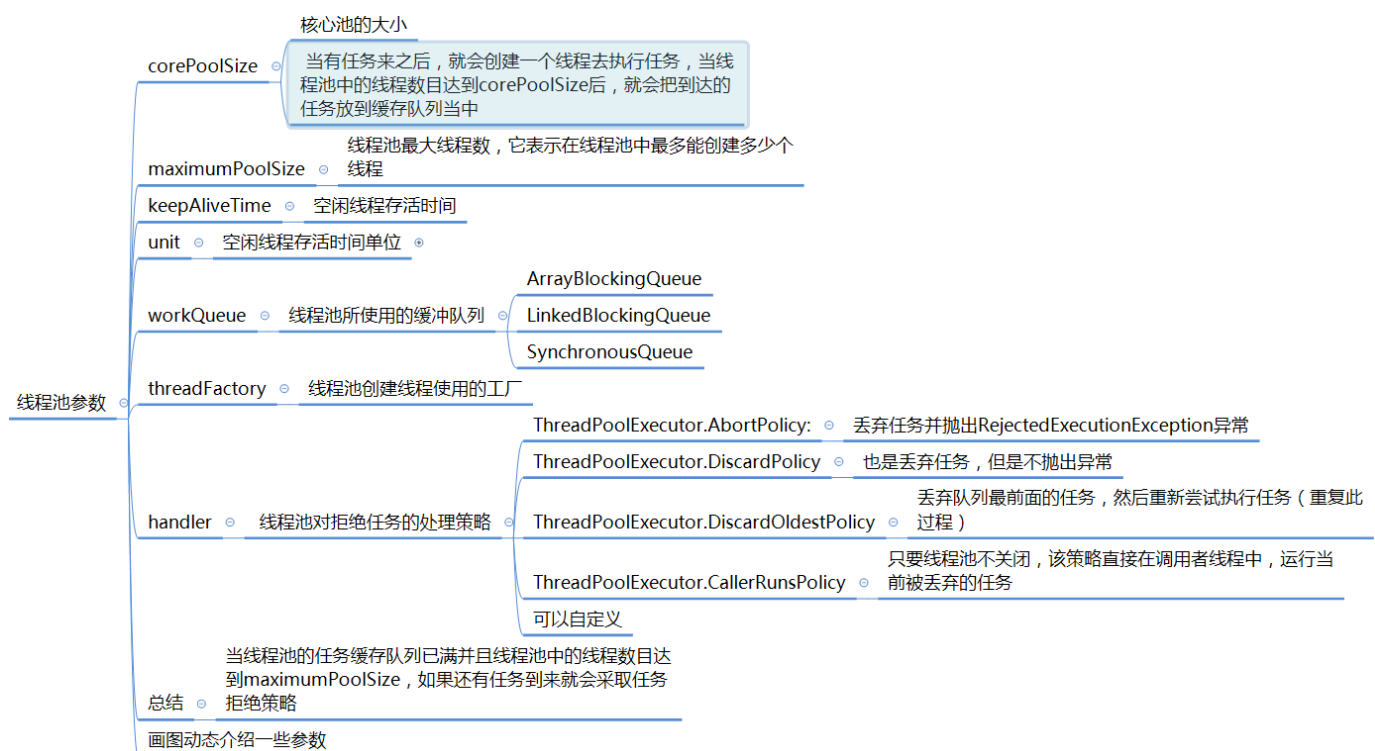 线程池参数
corePoolSize
核心池的大小
当有任务来之后，就会创建一个线程去执行任务，当线
程池中的线程数目达到corePoolSize后，就会把到达的
任务放到缓存队列当中
maximumPoolSize
线程池最大线程数，它表示在线程池中最多能创建多少个
线程
keepAliveTime
空闲线程存活时间
unit
空闲线程存活时间单位
workQueue
线程池所使用的缓冲队列
ArrayBlockingQueue
LinkedBlockingQueue
SynchronousQueue
threadFactory
线程池创建线程使用的工厂
handler
线程池对拒绝任务的处理策略
ThreadPoolExecutor.AbortPolicy:
丢弃任务并抛出RejectedExecutionException异常
ThreadPoolExecutor.DiscardPolicy
也是丢弃任务，但是不抛出异常
ThreadPoolExecutor.DiscardOldestPolicy
丢弃队列最前面的任务，然后重新尝试执行任务（重复此
过程）
ThreadPoolExecutor.CallerRunsPolicy
只要线程池不关闭，该策略直接在调用者线程中，运行当
前被丢弃的任务
可以自定义
总结
当线程池的任务缓存队列已满并且线程池中的线程数目达
到maximumPoolSize，如果还有任务到来就会采取任务
拒绝策略
画图动态介绍一些参数